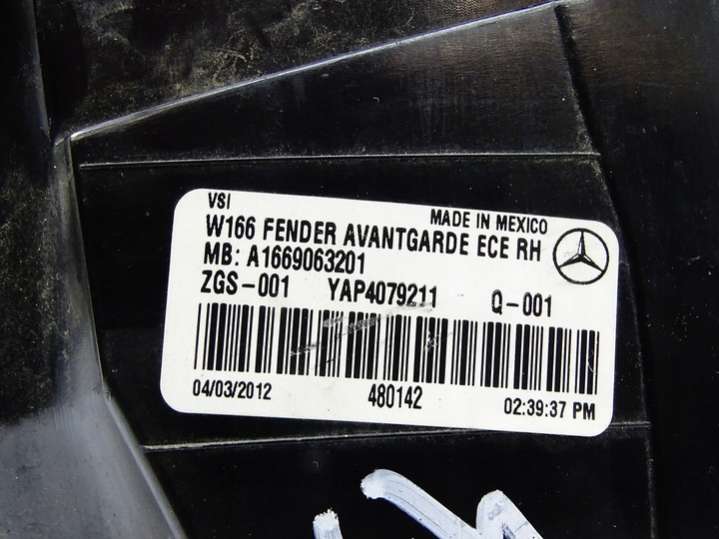 VSI
MADE IN MEXICO
W166 FENDER AVANTGARDE ECE RH
MB: A1669063201
ZGS-001 YAP4079211 Q-001
04/03/2012 480142 02:39:37 PM